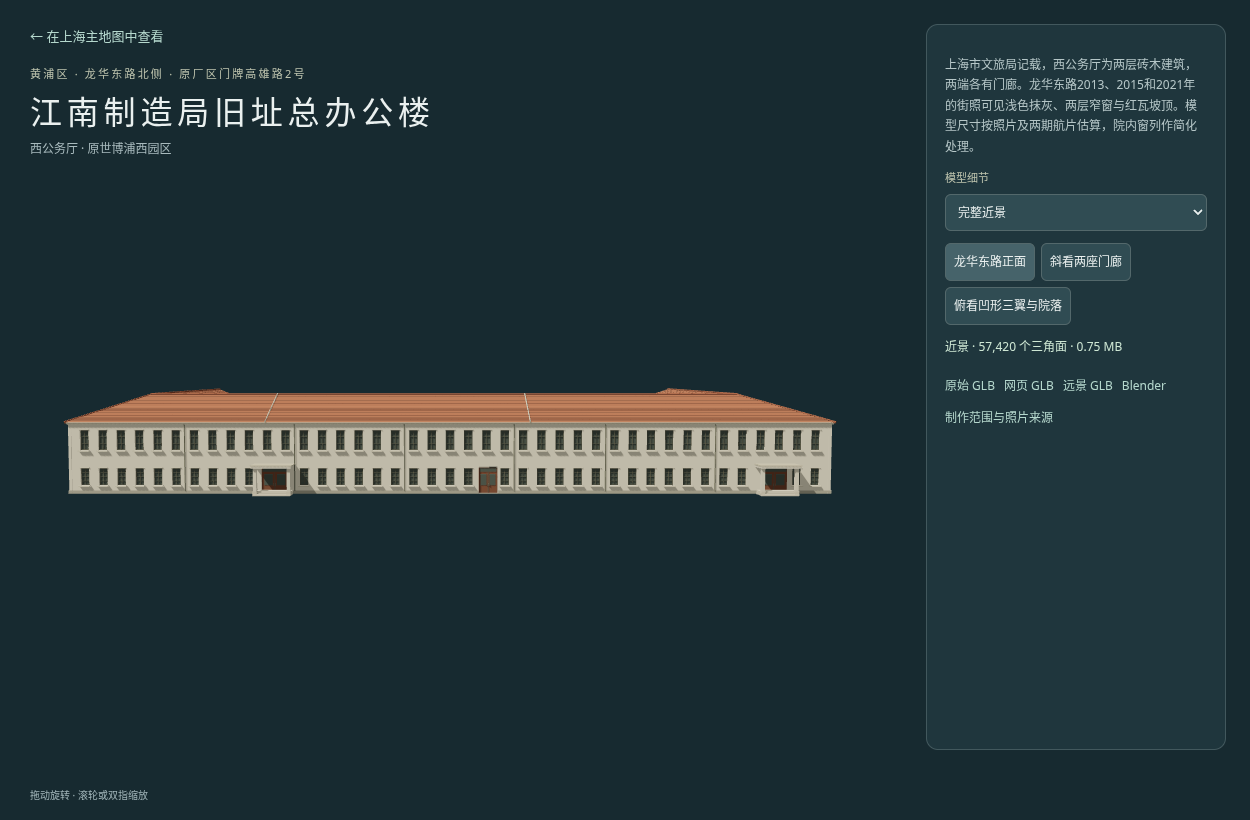 ← 在上海主地图中查看
黄浦区 · 龙华东路北侧 · 原厂区门牌高雄路2号
江南制造局旧址总办公楼
西公务厅 · 原世博浦西园区
上海市文旅局记载，西公务厅为两层砖木建筑，
两端各有门廊。龙华东路2013、2015和2021年
的街照可见浅色抹灰、两层窄窗与红瓦坡顶。模
型尺寸按照片及两期航片估算，院内窗列作简化
处理。
模型细节
完整近景
龙华东路正面 斜看两座门廊
俯看凹形三翼与院落
近景 · 57,420 个三角面 · 0.75 MB
原始 GLB 网页 GLB 远景 GLB Blender
制作范围与照片来源
拖动旋转 · 滚轮或双指缩放